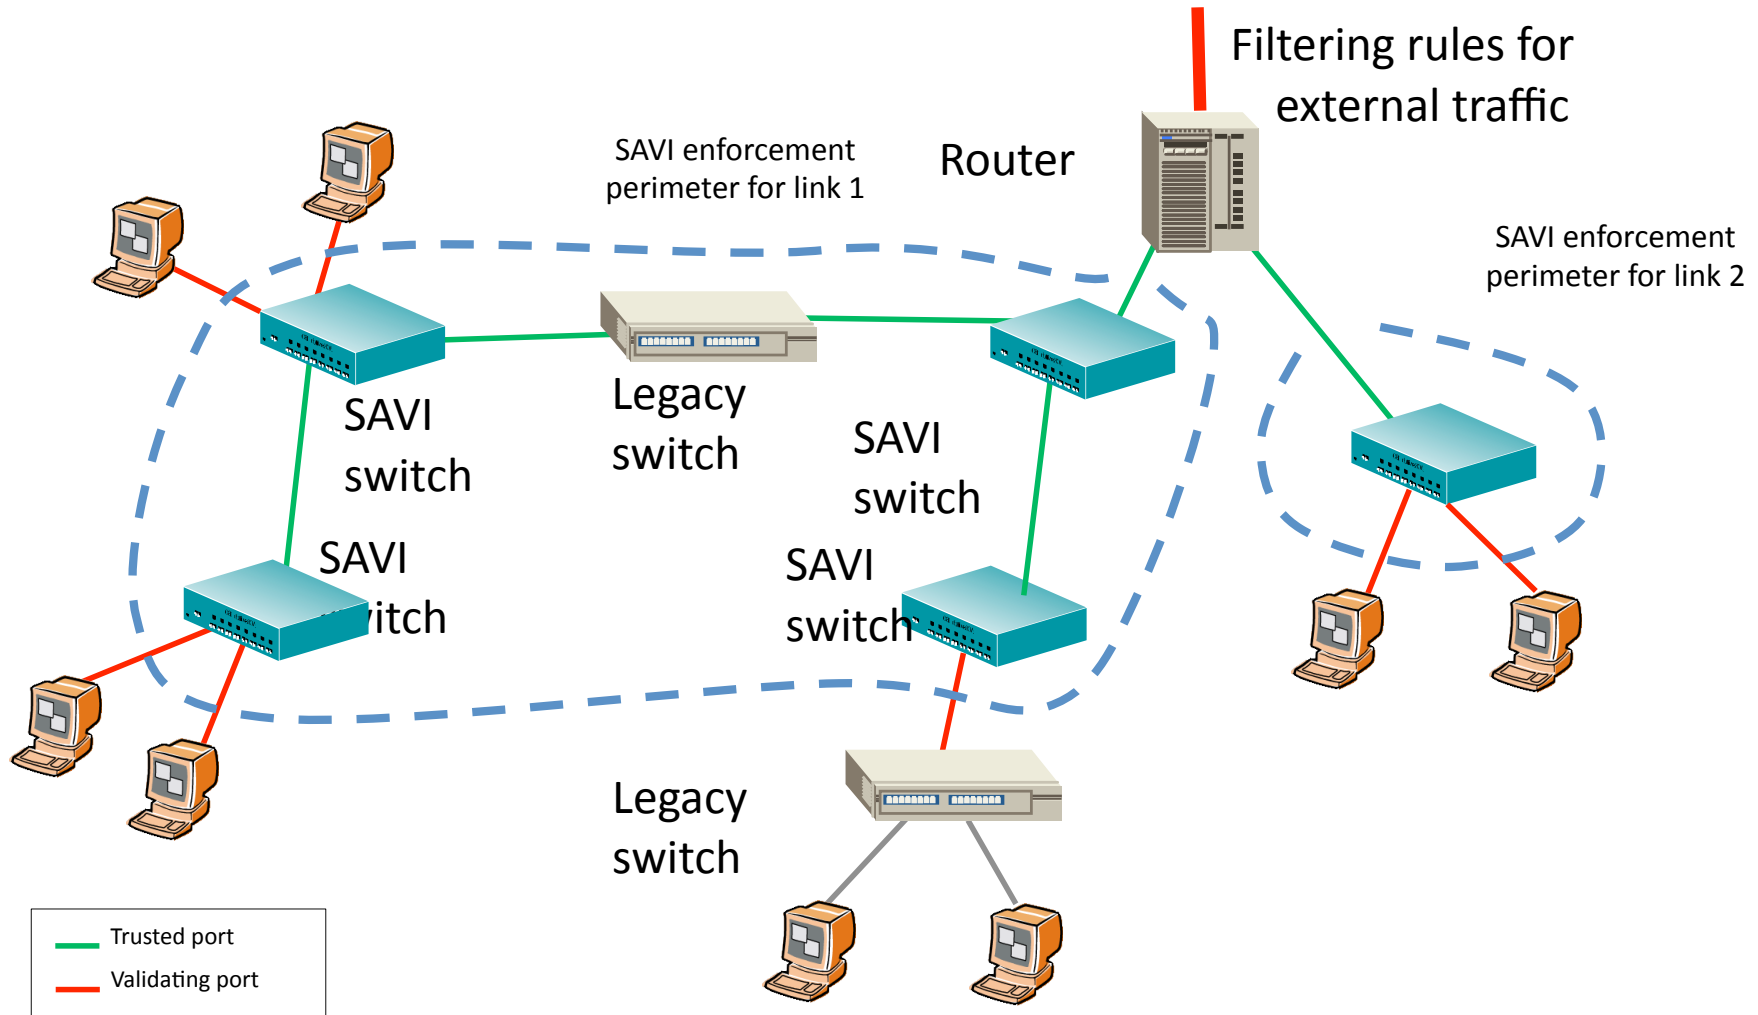 Filtering rules for
external traffic
SAVI enforcement
perimeter for link 1
Router
SAVI enforcement
perimeter for link 2
SAVI
switch
Legacy
switch
SAVI
switch
SAVI
switch
SAVI
switch
Legacy
switch
Trusted port
Validating port